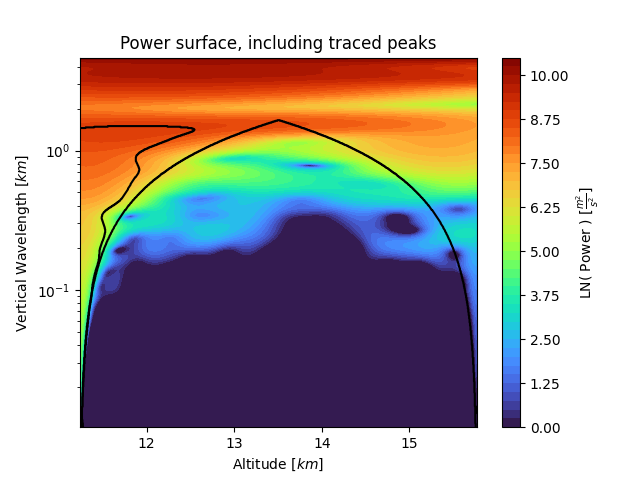 Power surface, including traced peaks
Vertical Wavelength [km]
10⁰
10⁻¹
12 13 14 15
Altitude [km]
10.00
8.75
7.50
6.25
5.00
3.75
2.50
1.25
0.00
LN( Power ) [m²/s²]